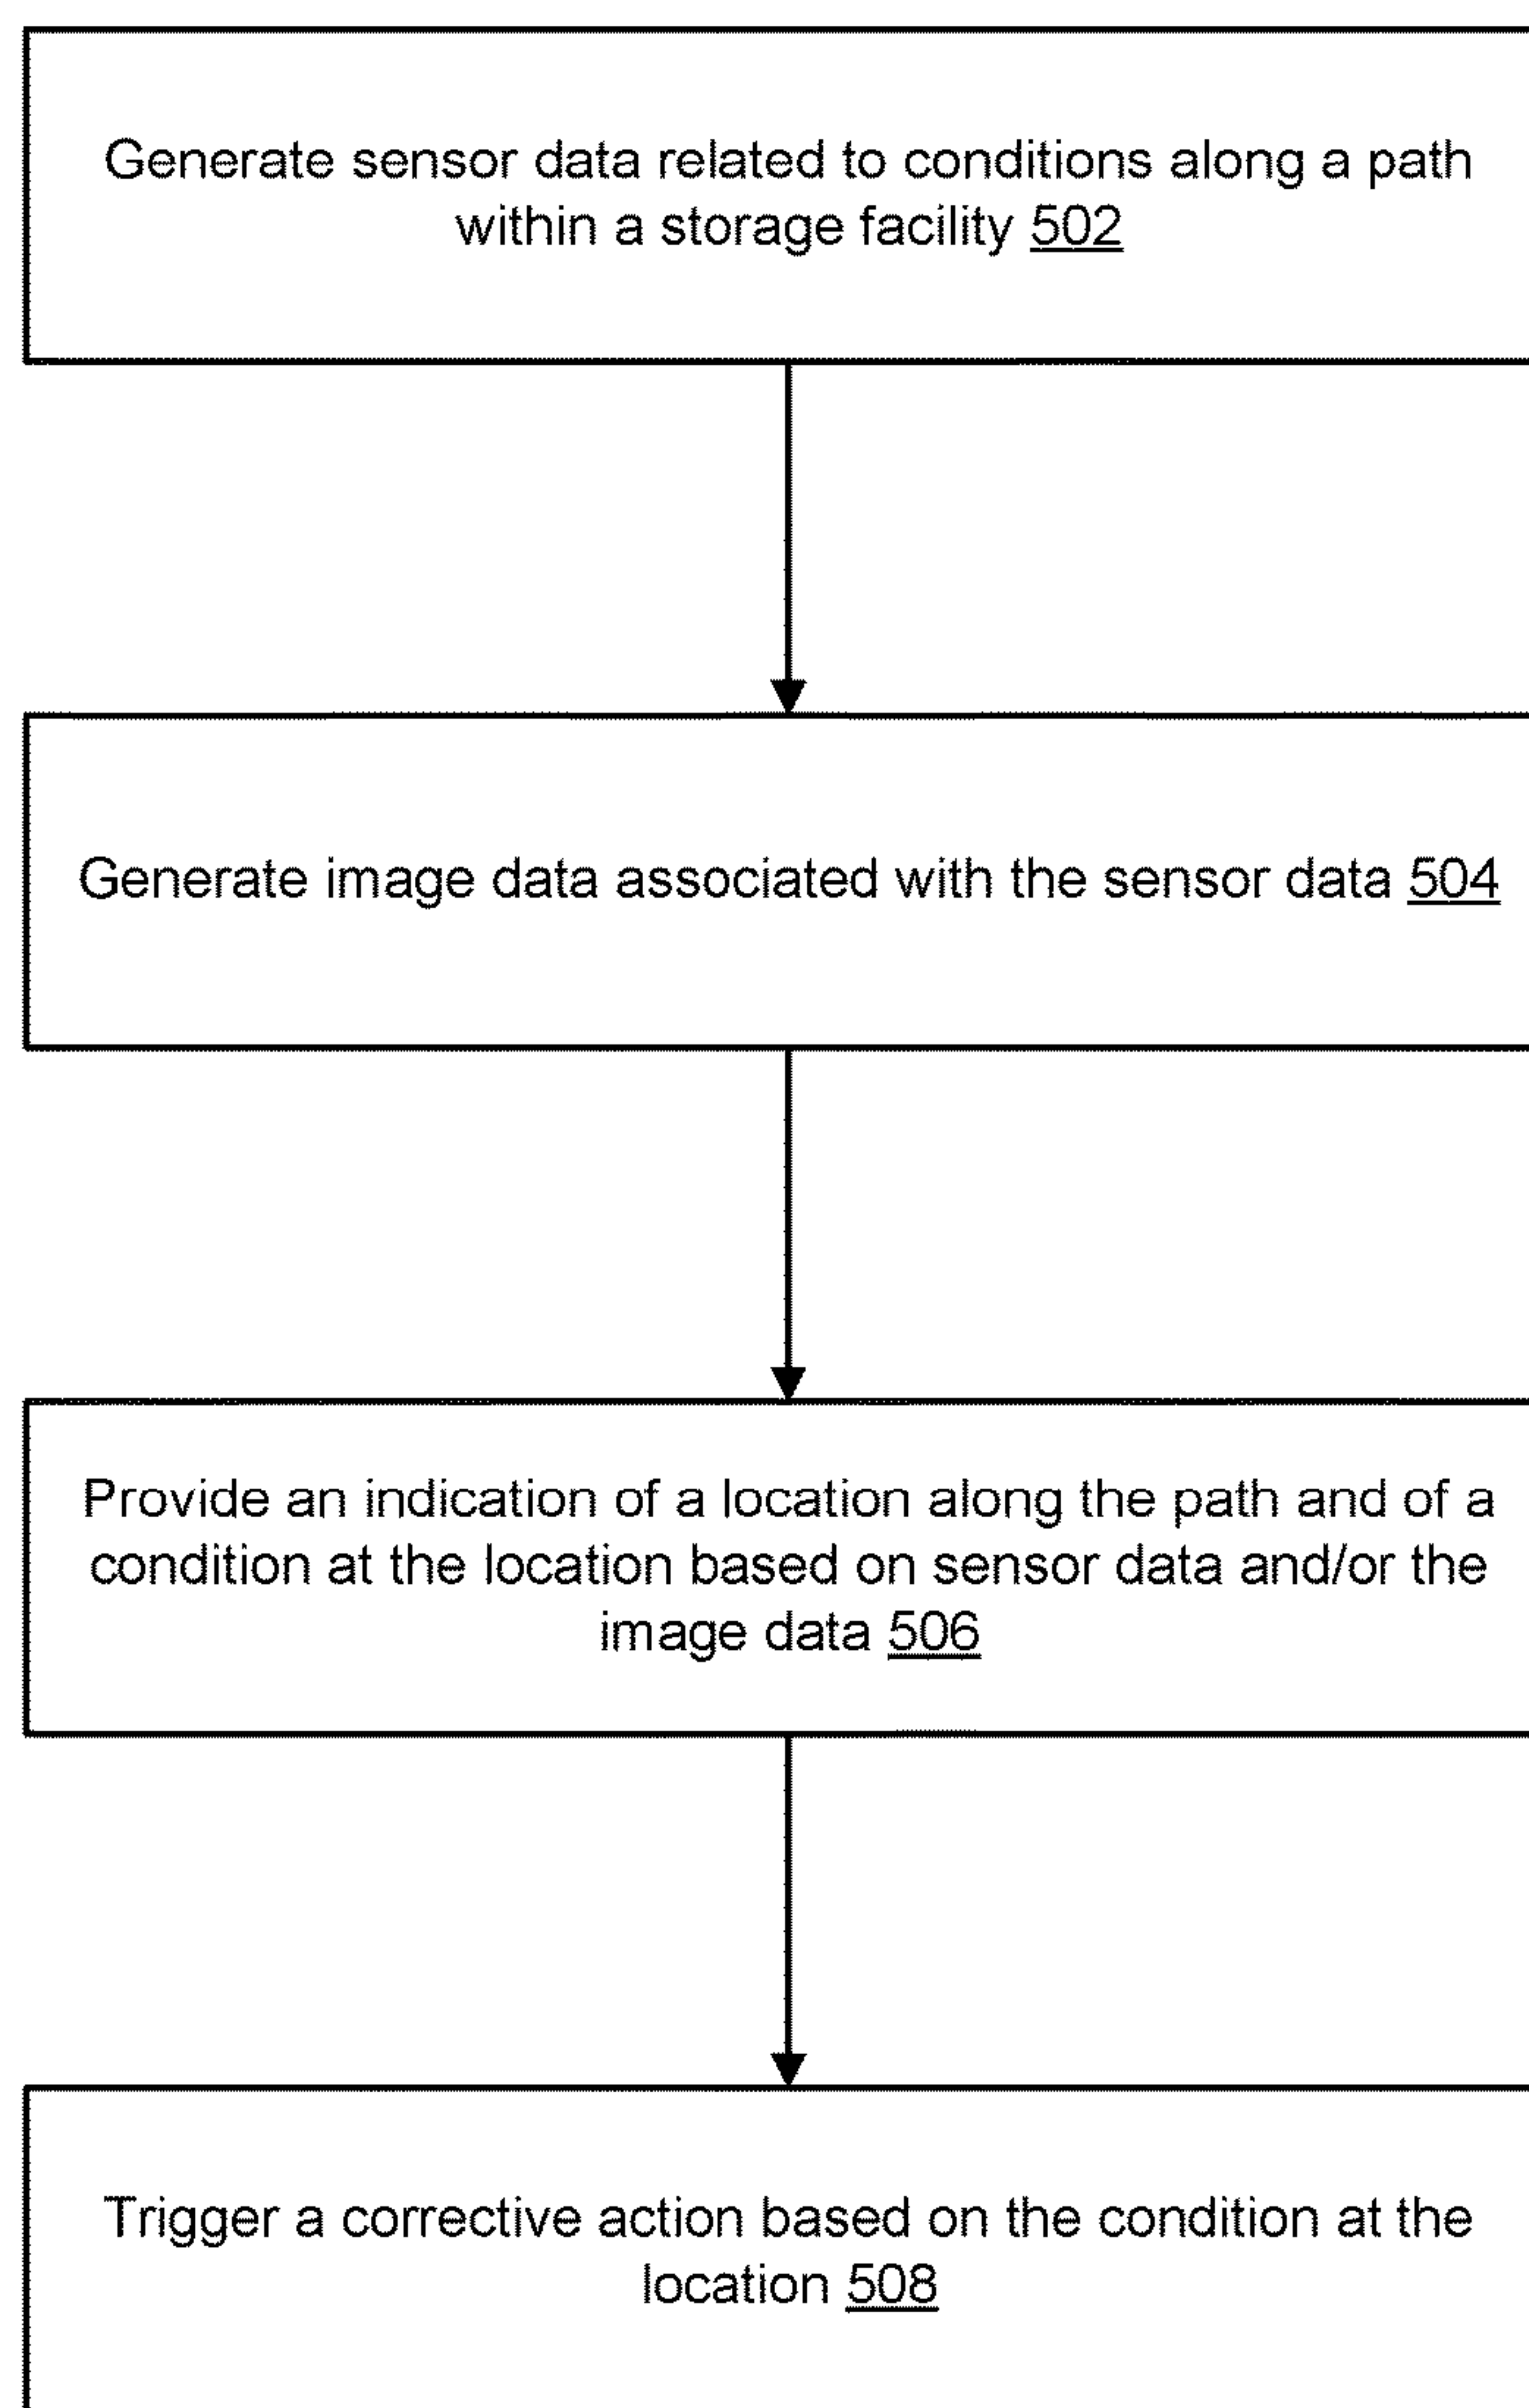 Generate sensor data related to conditions along a path
within a storage facility 502
Generate image data associated with the sensor data 504
Provide an indication of a location along the path and of a
condition at the location based on sensor data and/or the
image data 506
Trigger a corrective action based on the condition at the
location 508